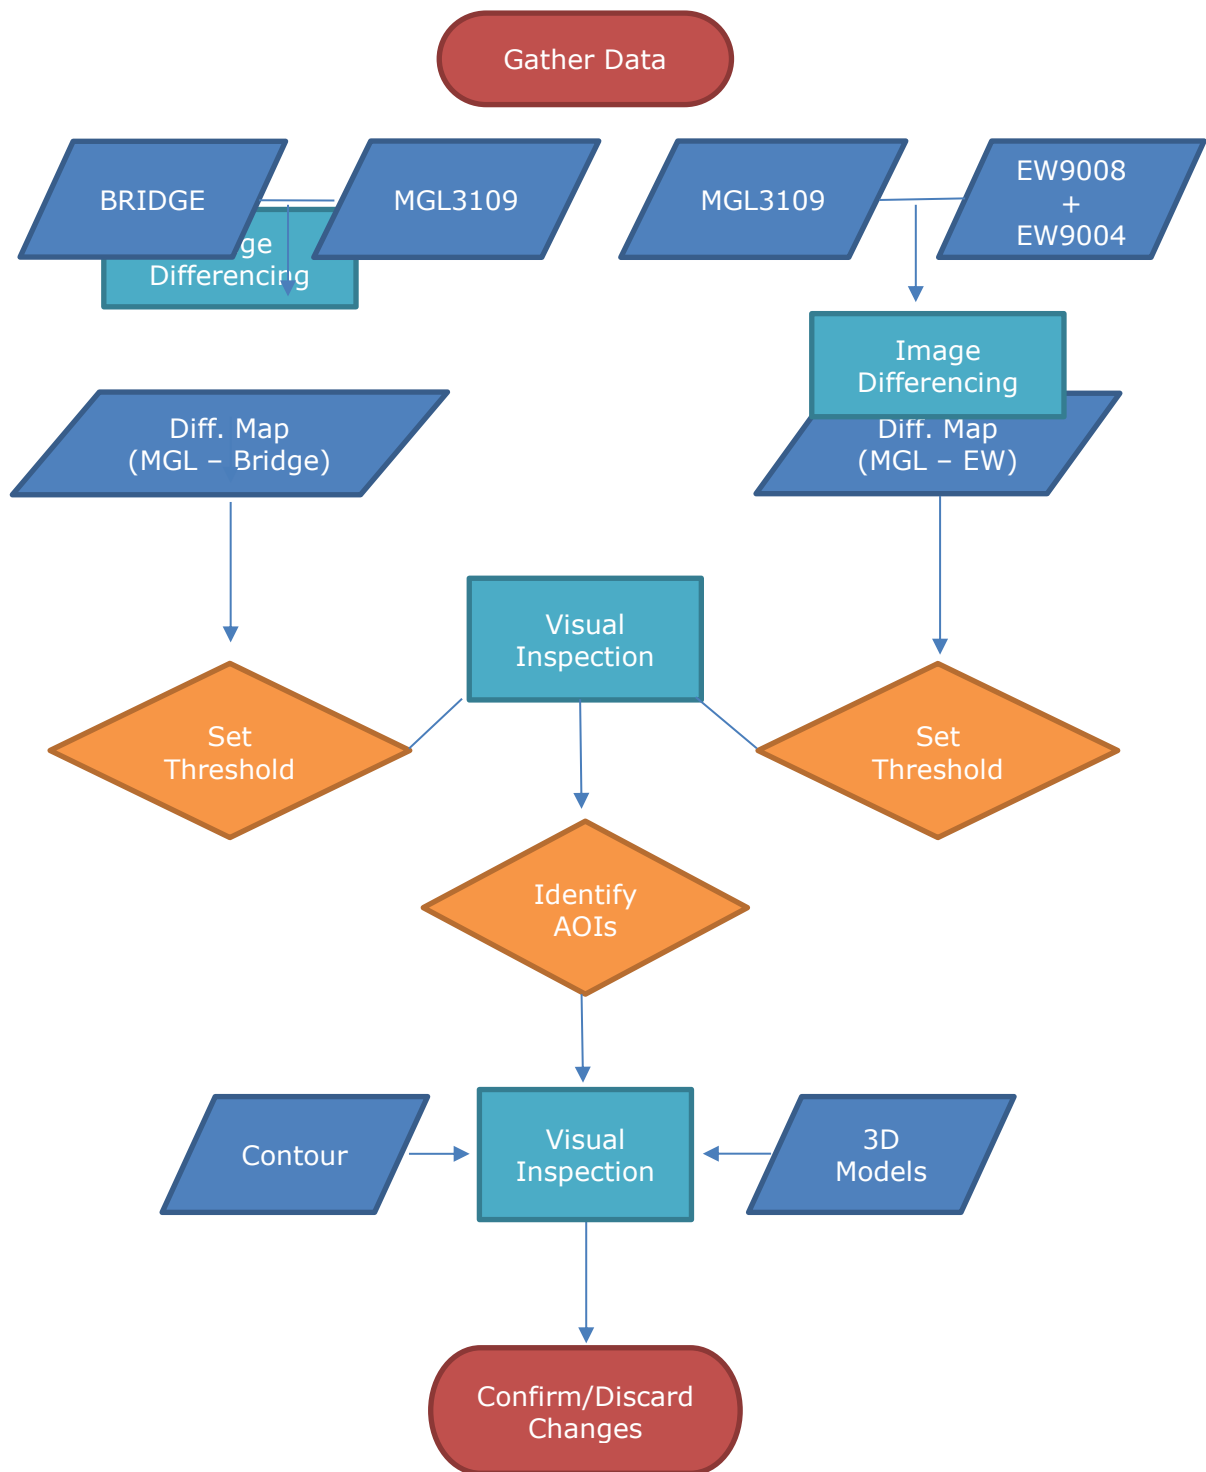 Gather Data
BRIDGE
MGL3109
MGL3109
EW9008
+
EW9004
ge
Differencing
Image
Differencing
Diff. Map
(MGL – Bridge)
Diff. Map
(MGL – EW)
Visual
Inspection
Set
Threshold
Set
Threshold
Identify
AOIs
Contour
Visual
Inspection
3D
Models
Confirm/Discard
Changes